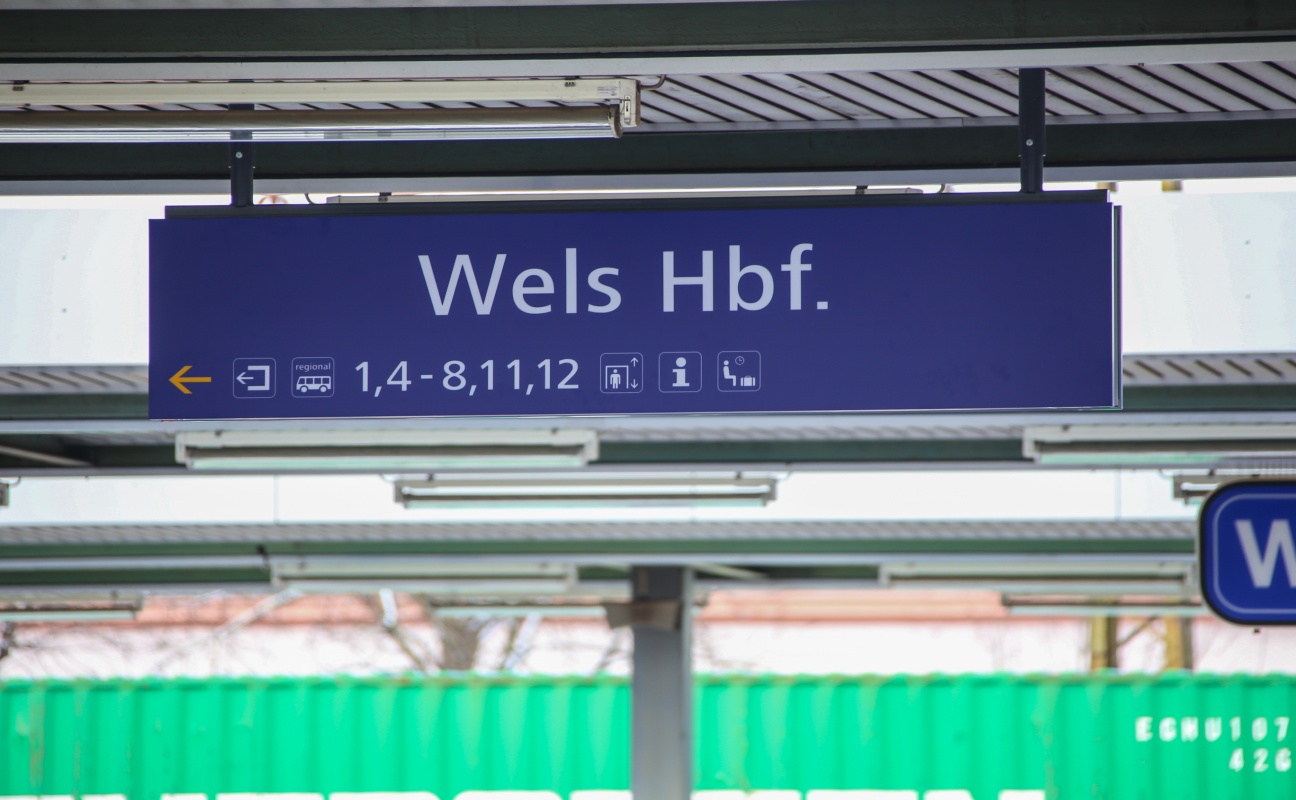 Wels Hbf.
regional
1,4-8,11,12
W
EGHU107
426